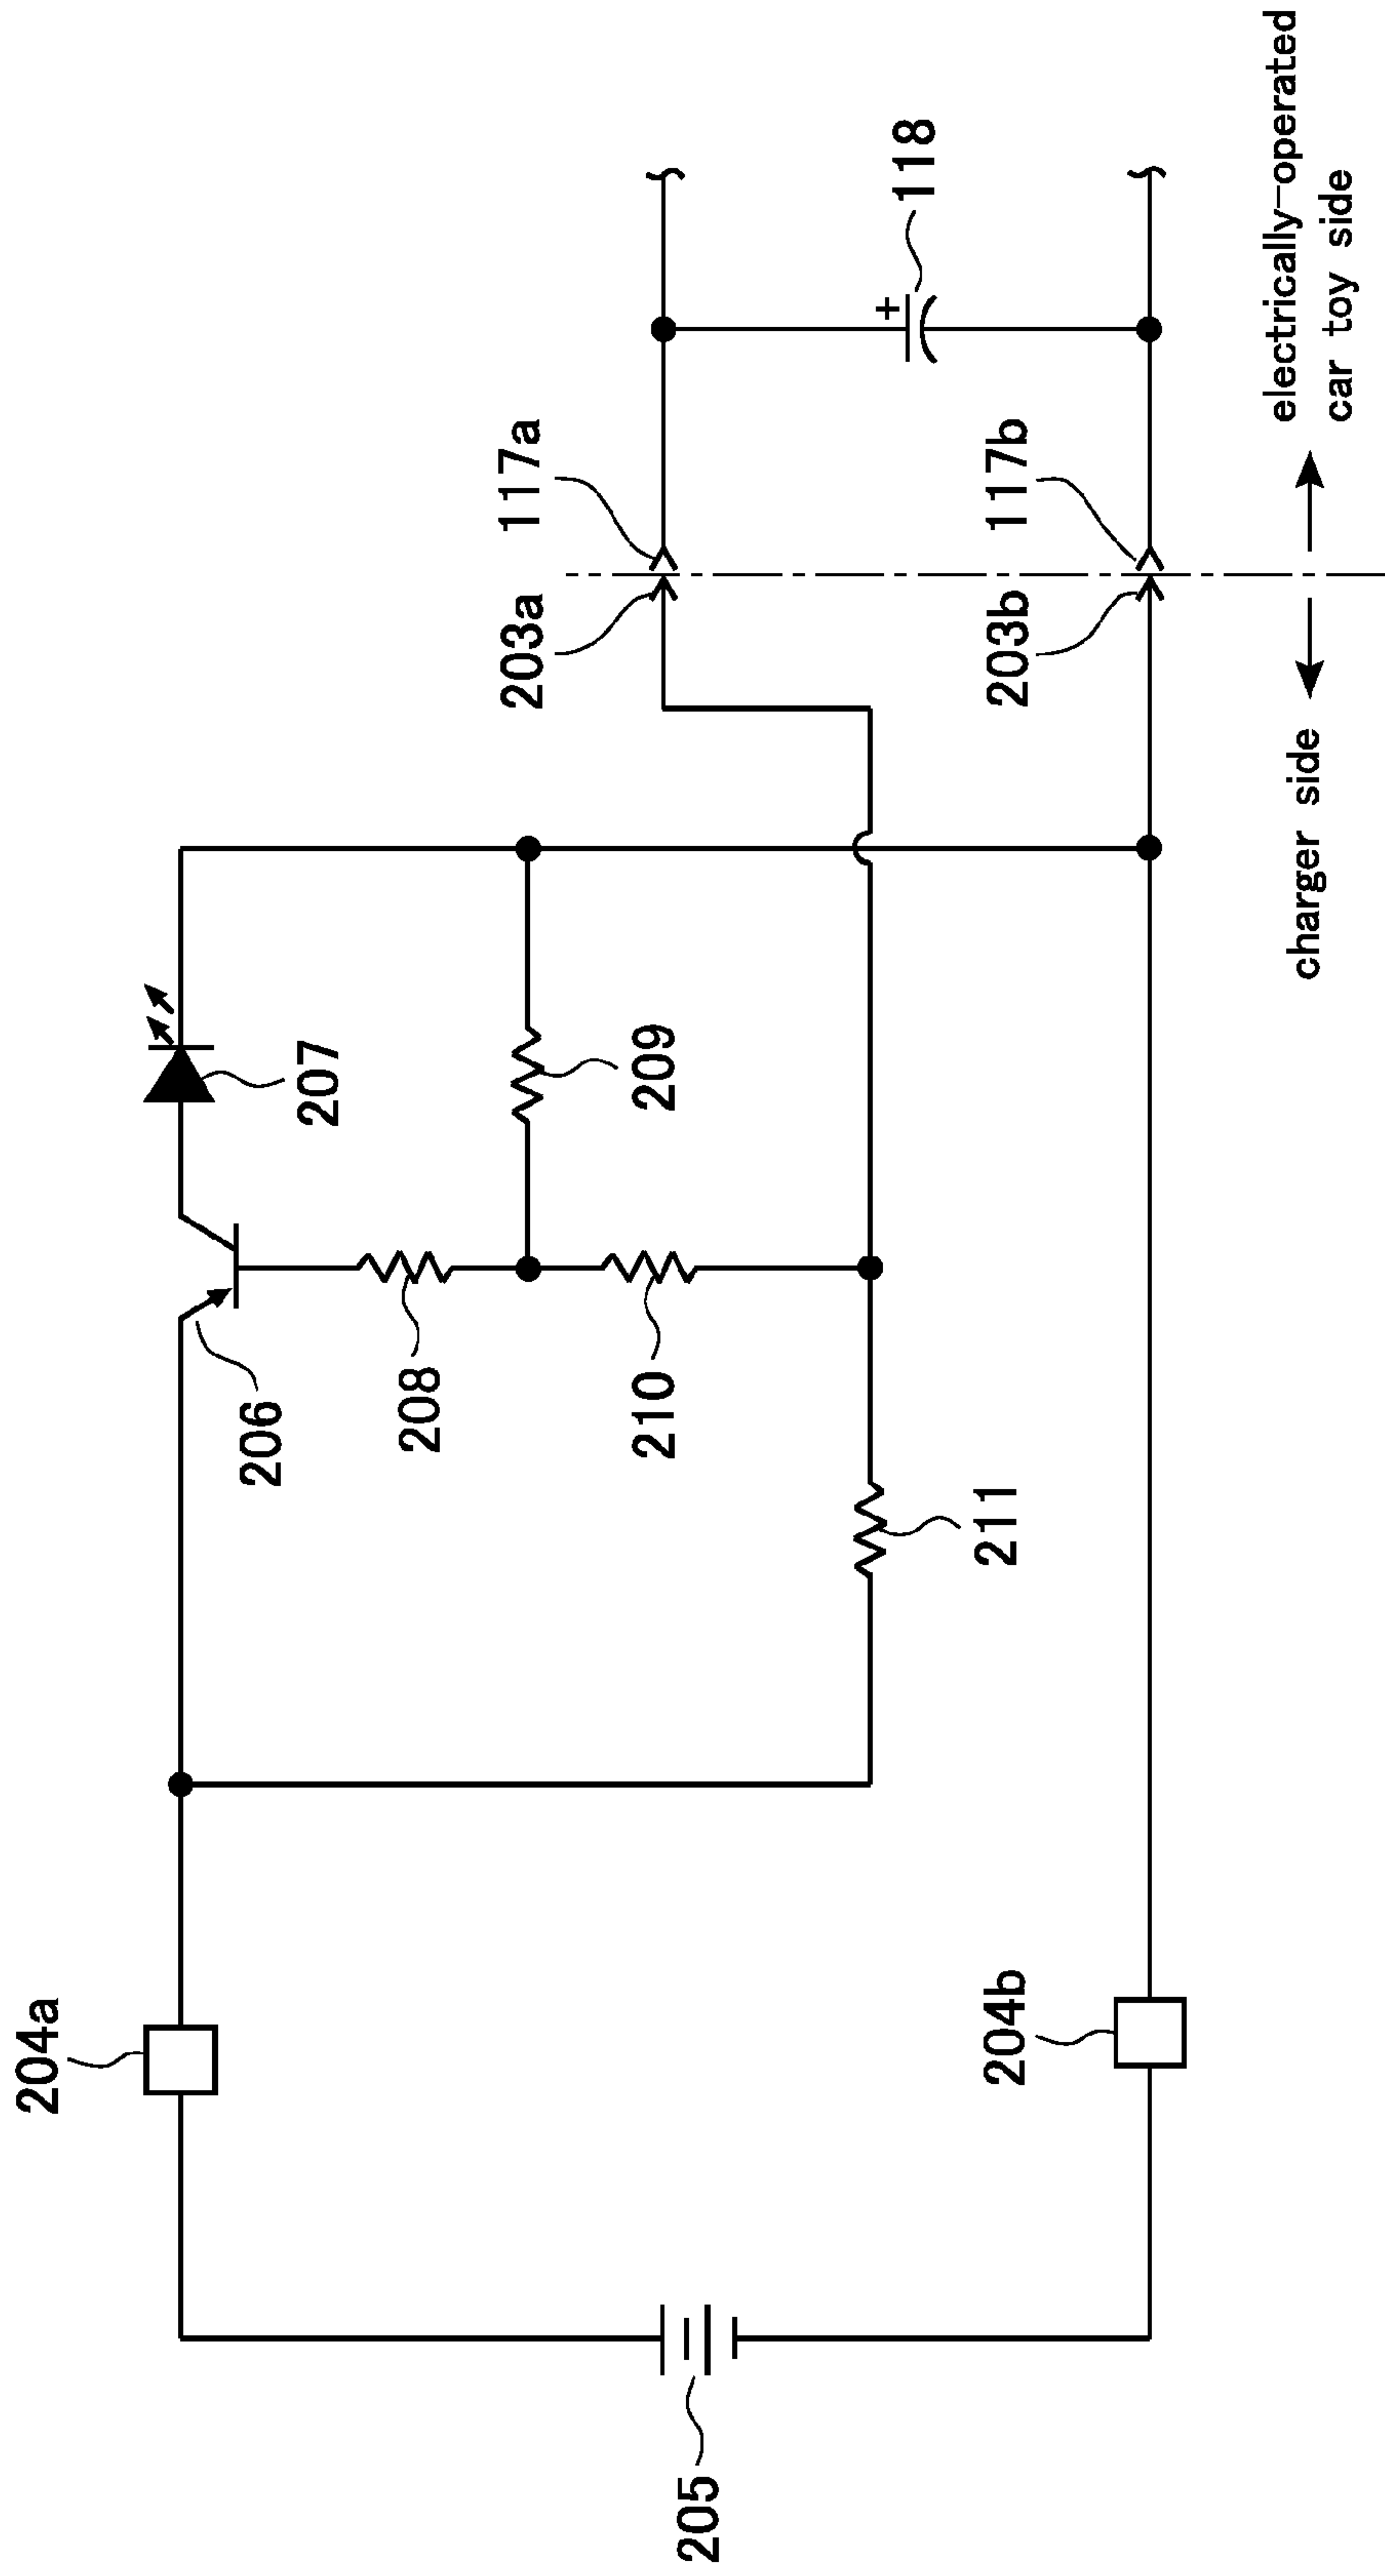 204a
206
207
208
209
210
211
203a
117a
118
205
204b
203b
117b
charger side
electrically-operated
car toy side